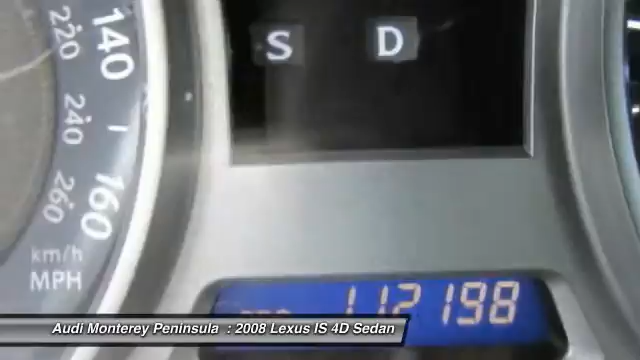 S D
220 140
240
260 160
km/h
MPH
112198
Audi Monterey Peninsula : 2008 Lexus IS 4D Sedan